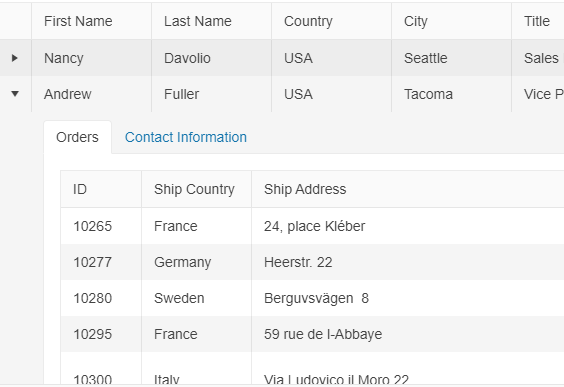 First Name Last Name Country City Title
Nancy Davolio USA Seattle Sales
Andrew Fuller USA Tacoma Vice P
Orders Contact Information
ID Ship Country Ship Address
10265 France 24, place Kléber
10277 Germany Heerstr. 22
10280 Sweden Berguvsvägen  8
10295 France 59 rue de l-Abbaye
10300 Italy Via Ludovico il Moro 22